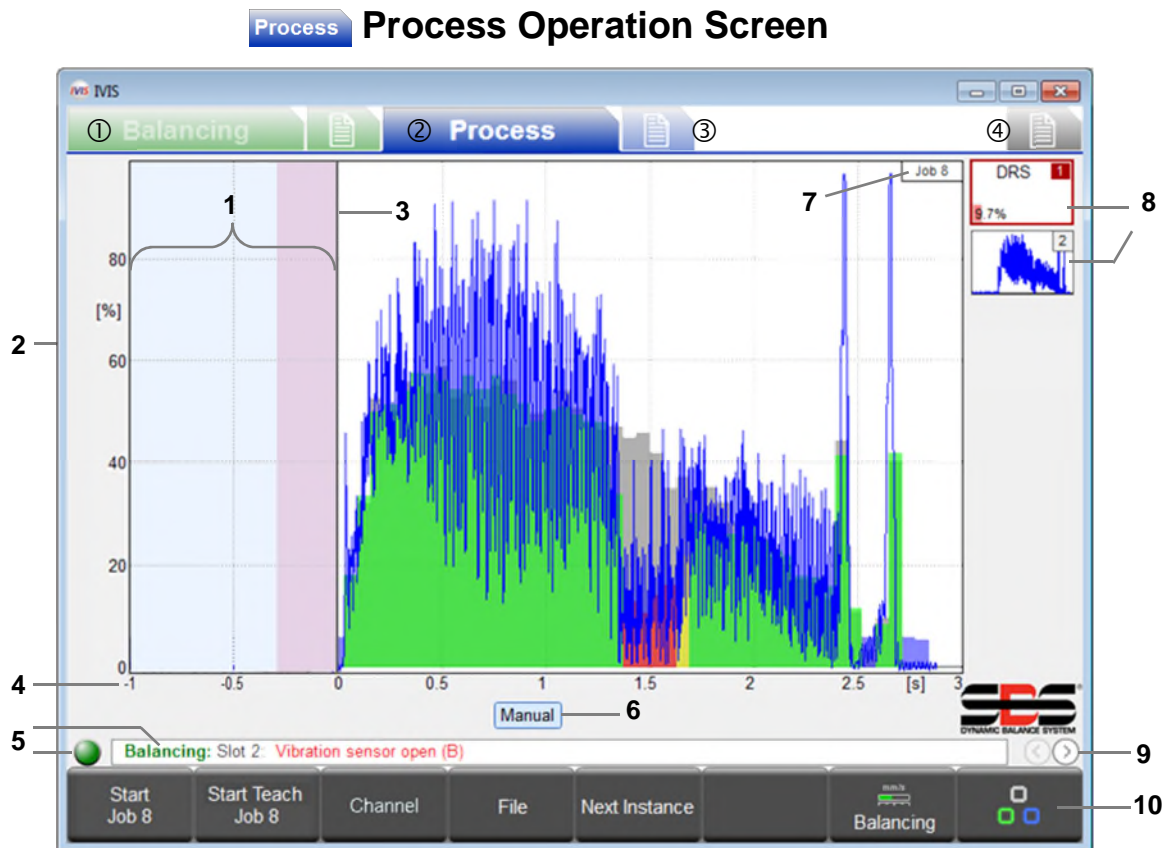 Process Process Operation Screen
IVIS IVIS
① Balancing ② Process ③ ④
1
2
3
4
5
6
7
8
9
10
Job 8
DRS 1
9.7%
2
80
[%]
60
40
20
0
-1 -0.5 0 0.5 1 1.5 2 2.5 [s] 3
Manual
SBS®
DYNAMIC BALANCE SYSTEM
Balancing: Slot 2: Vibration sensor open (B)
Start Job 8
Start Teach Job 8
Channel
File
Next Instance
mm/s
Balancing